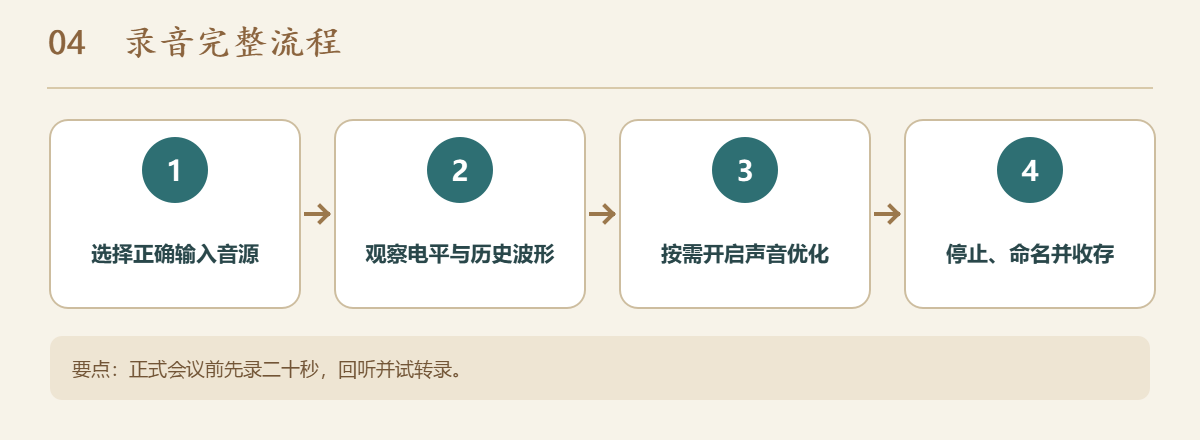 04 录音完整流程
1
选择正确输入音源
2
观察电平与历史波形
3
按需开启声音优化
4
停止、命名并收存
要点：正式会议前先录二十秒，回听并试转录。